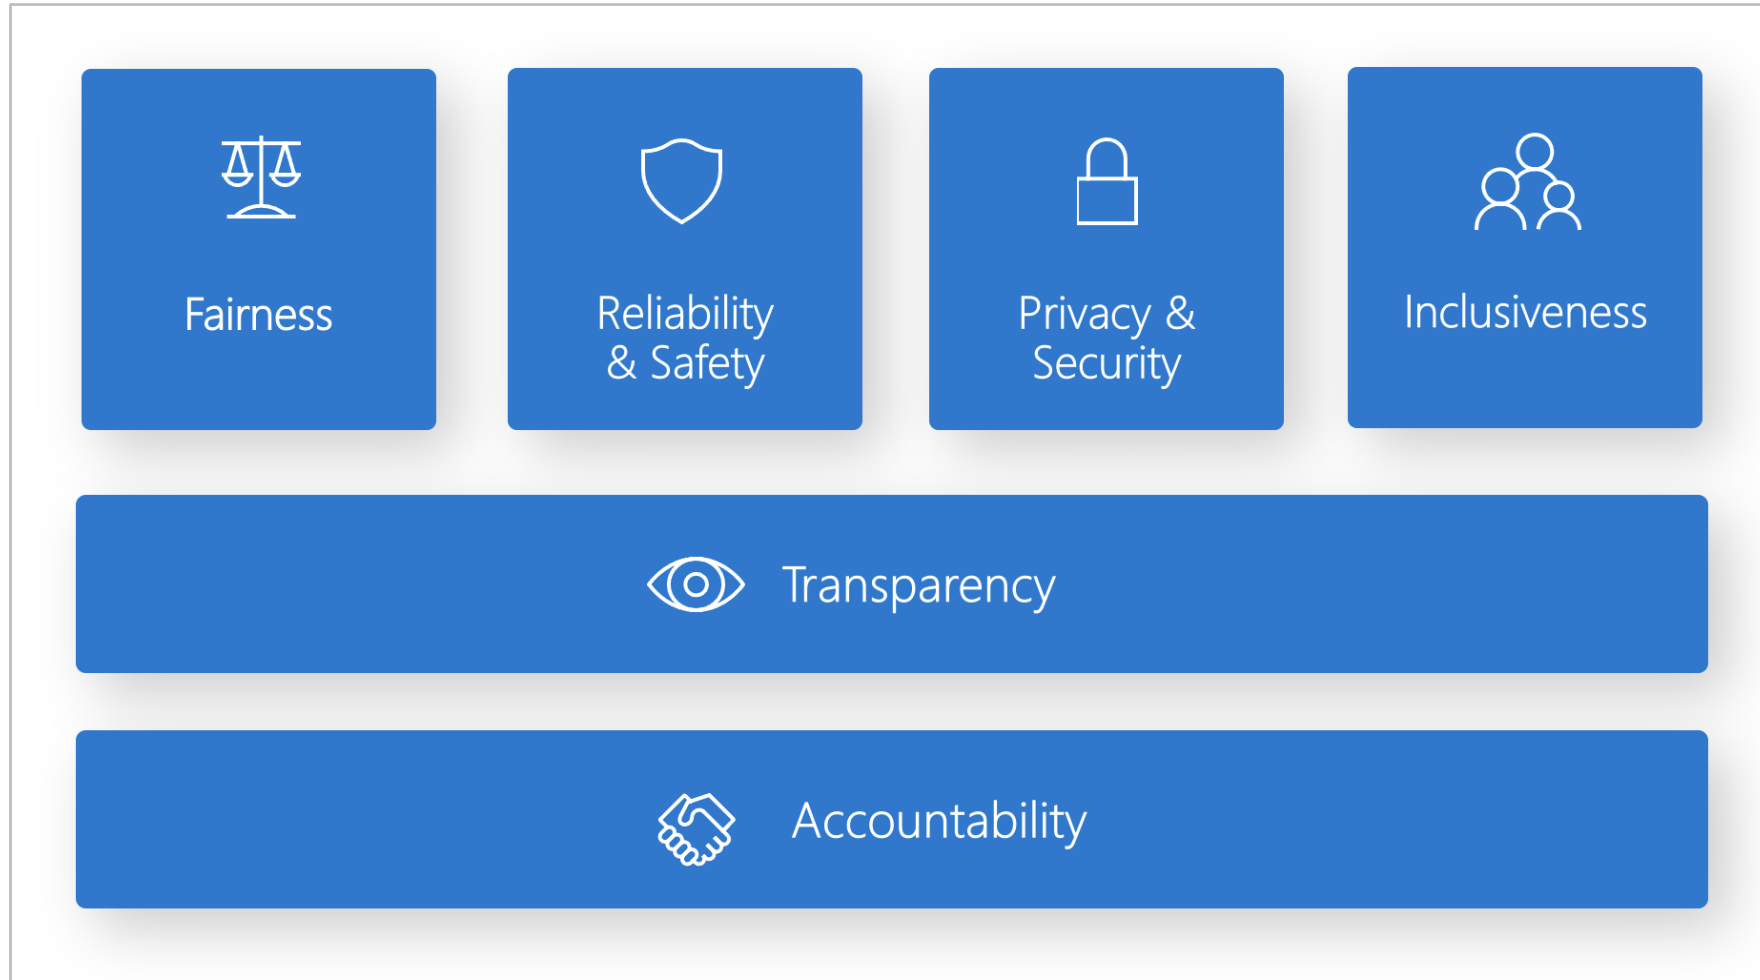 Fairness
Reliability
& Safety
Privacy &
Security
Inclusiveness
Transparency
Accountability